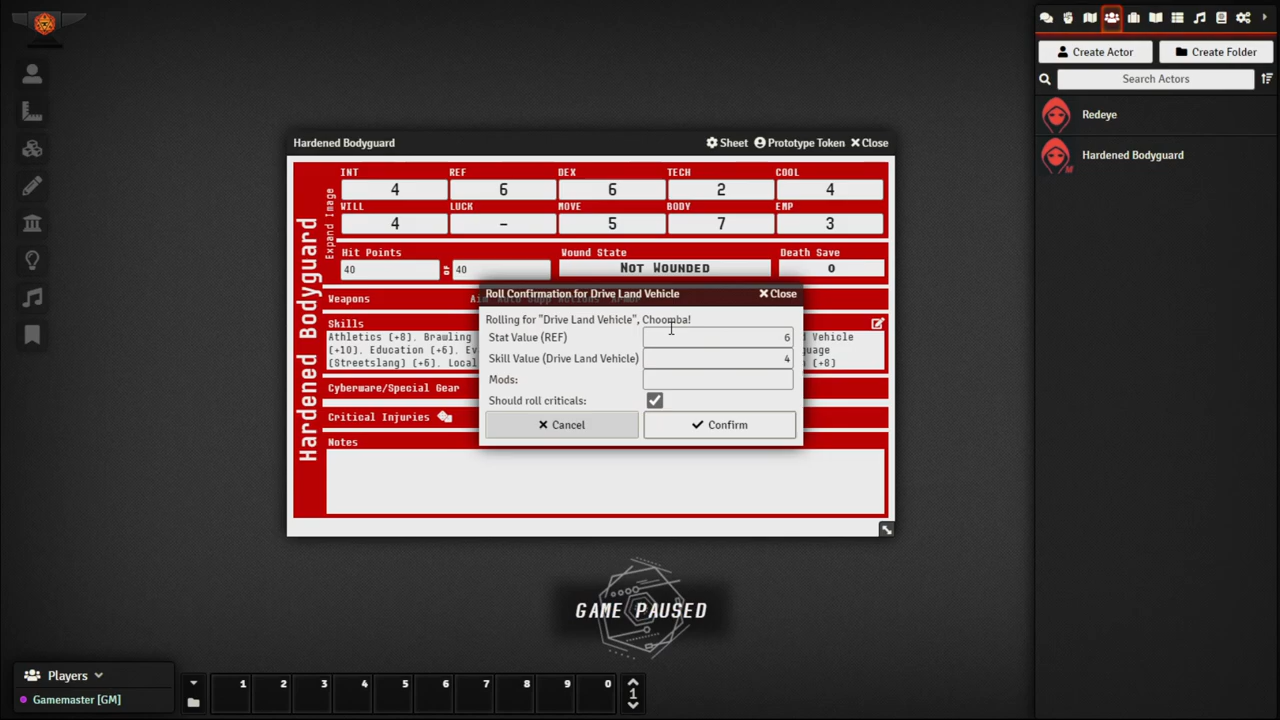 Create Actor
Create Folder
Search Actors
Redeye
Hardened Bodyguard
Hardened Bodyguard
Sheet
Prototype Token
Close
Hardened Bodyguard
Expand Image
INT REF DEX TECH COOL
4 6 6 2 4
WILL LUCK MOVE BODY EMP
4 – 5 7 3
Hit Points Wound State Death Save
40 OF 40 NOT WOUNDED 0
Weapons
Skills
Athletics (+8). Brawling
Vehicle
(+10). Education (+6).
(Streetslang) (+6).
(+8)
Cyberware/Special Gear
Critical Injuries
Notes
Roll Confirmation for Drive Land Vehicle
Close
Rolling for "Drive Land Vehicle", Choomba!
Stat Value (REF) 6
Skill Value (Drive Land Vehicle) 4
Mods:
Should roll criticals:
Cancel
Confirm
GAME PAUSED
Players
Gamemaster [GM]
1 2 3 4 5 6 7 8 9 0
1